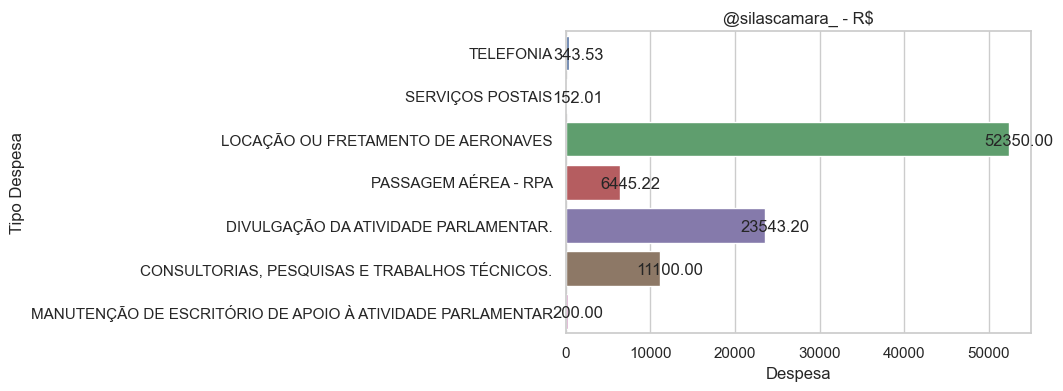 @silascamara_ - R$
Tipo Despesa
TELEFONIA 343.53
SERVIÇOS POSTAIS 152.01
LOCAÇÃO OU FRETAMENTO DE AERONAVES 52350.00
PASSAGEM AÉREA - RPA 6445.22
DIVULGAÇÃO DA ATIVIDADE PARLAMENTAR. 23543.20
CONSULTORIAS, PESQUISAS E TRABALHOS TÉCNICOS. 11100.00
MANUTENÇÃO DE ESCRITÓRIO DE APOIO À ATIVIDADE PARLAMENTAR 200.00
0 10000 20000 30000 40000 50000
Despesa